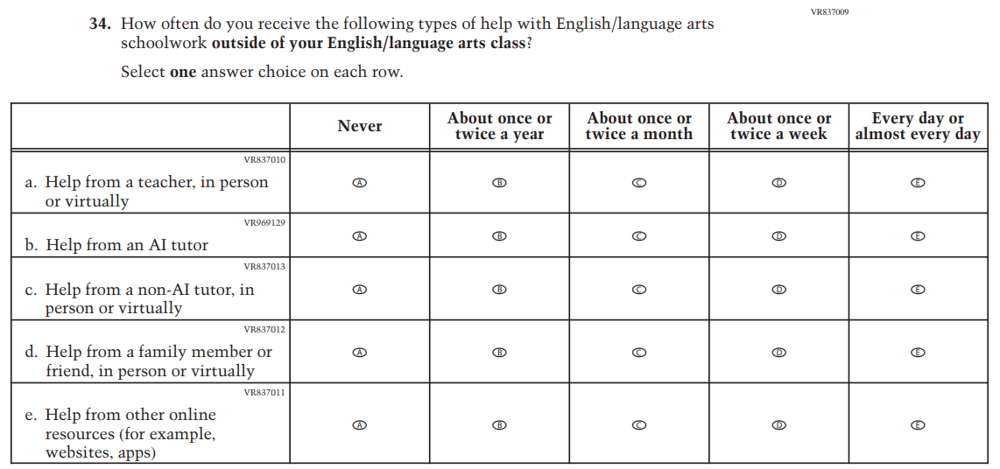 VR837009
34. How often do you receive the following types of help with English/language arts
schoolwork outside of your English/language arts class?
Select one answer choice on each row.
Never
About once or
twice a year
About once or
twice a month
About once or
twice a week
Every day or
almost every day
VR837010
a. Help from a teacher, in person
or virtually
A B C D E
VR969129
b. Help from an AI tutor
A B C D E
VR837013
c. Help from a non-AI tutor, in
person or virtually
A B C D E
VR837012
d. Help from a family member or
friend, in person or virtually
A B C D E
VR837011
e. Help from other online
resources (for example,
websites, apps)
A B C D E